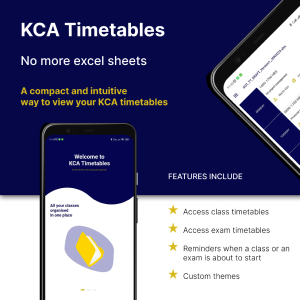 KCA Timetables
No more excel sheets
A compact and intuitive
way to view your KCA timetables
Welcome to
KCA Timetables
All your classes
organised
in one place
FEATURES INCLUDE
Access class timetables
Access exam timetables
Reminders when a class or an
exam is about to start
Custom themes